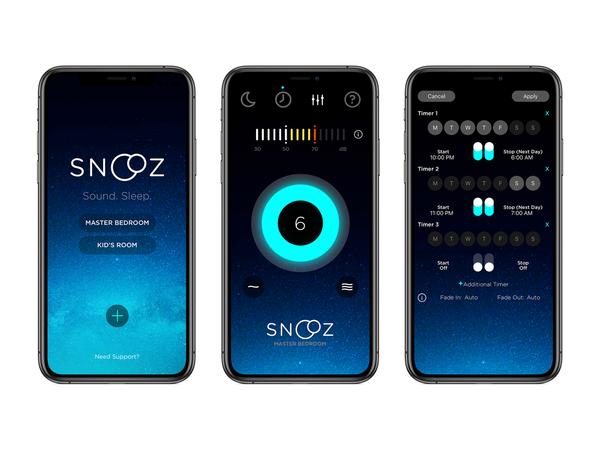 SNOOZ
Sound. Sleep.
MASTER BEDROOM
KID'S ROOM
Need Support?
?
30 50 70 dB
6
SNOOZ
MASTER BEDROOM
Cancel Apply
Timer 1 X
M T W T F S S
Start Stop (Next Day)
10:00 PM 6:00 AM
Timer 2 X
M T W T F S S
Start Stop (Next Day)
11:00 PM 7:00 AM
Timer 3 X
M T W T F S S
Start Stop
Off Off
+Additional Timer
Fade In: Auto Fade Out: Auto